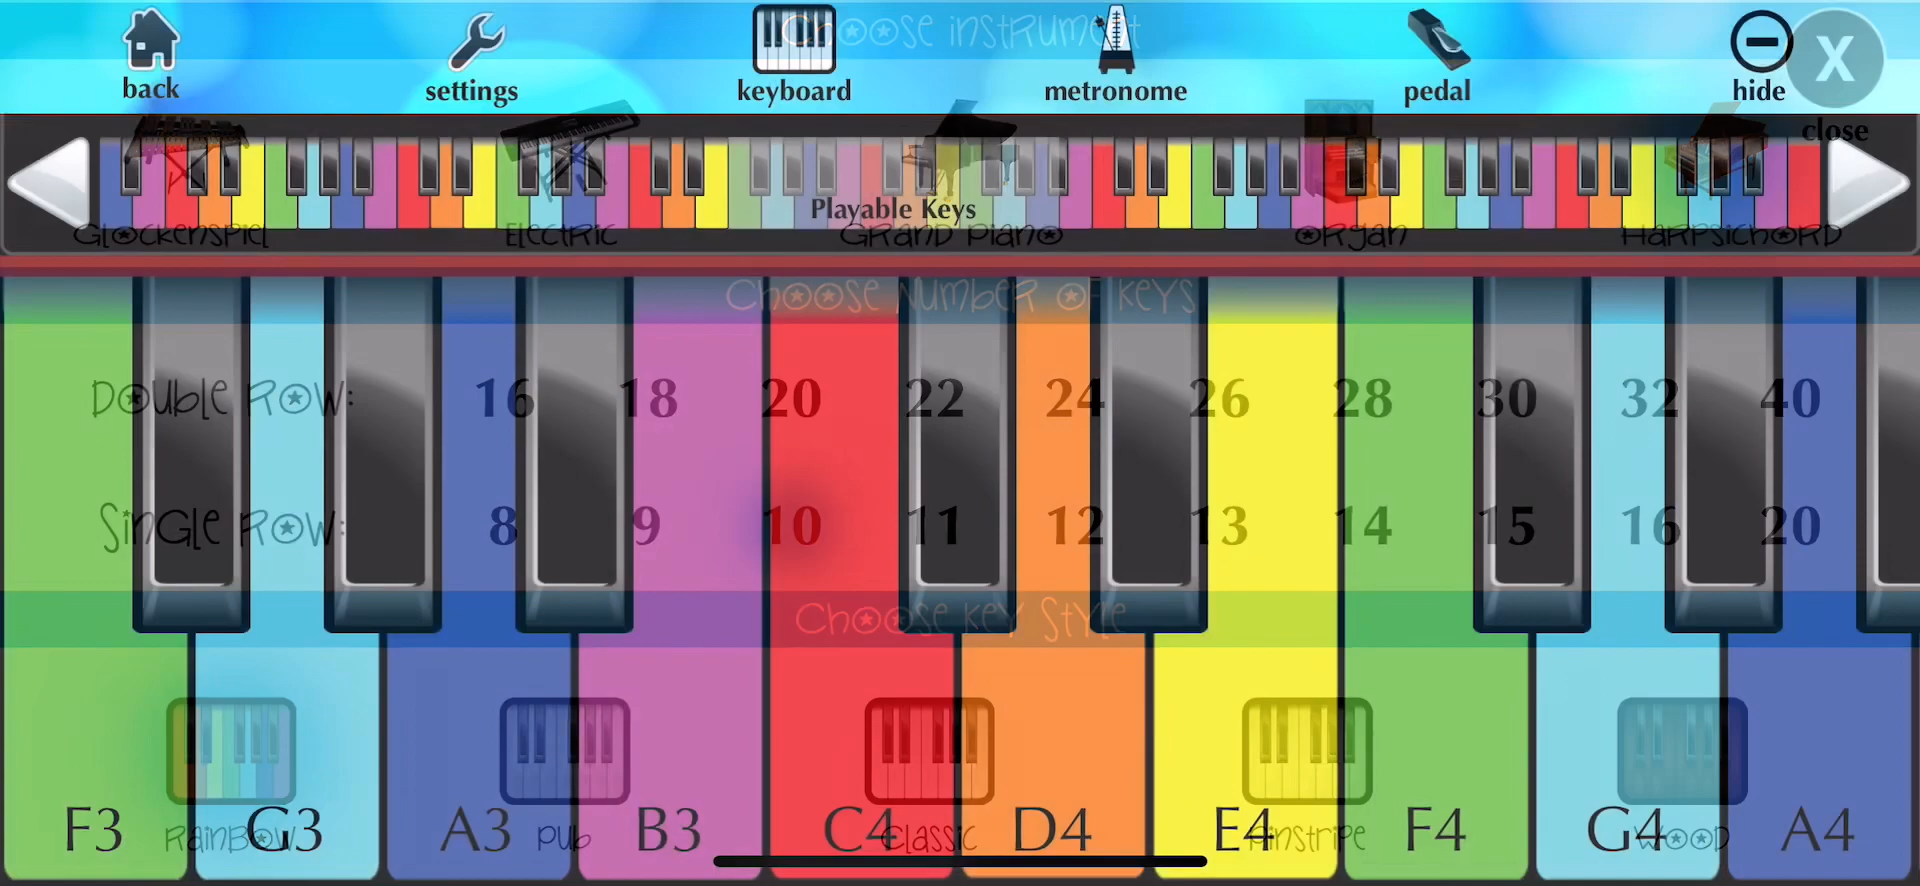 Choose instrument
back settings keyboard metronome pedal hide X
close
Playable Keys
Glockenspiel Electric Grand Piano Organ Harpsichord
Choose Number of Keys
Double Row: 16 18 20 22 24 26 28 30 32 40
Single Row: 8 9 10 11 12 13 14 15 16 20
Choose Key Style
F3 G3 A3 B3 C4 D4 E4 F4 G4 A4
Rainbow Pub Classic Pinstripe Wood